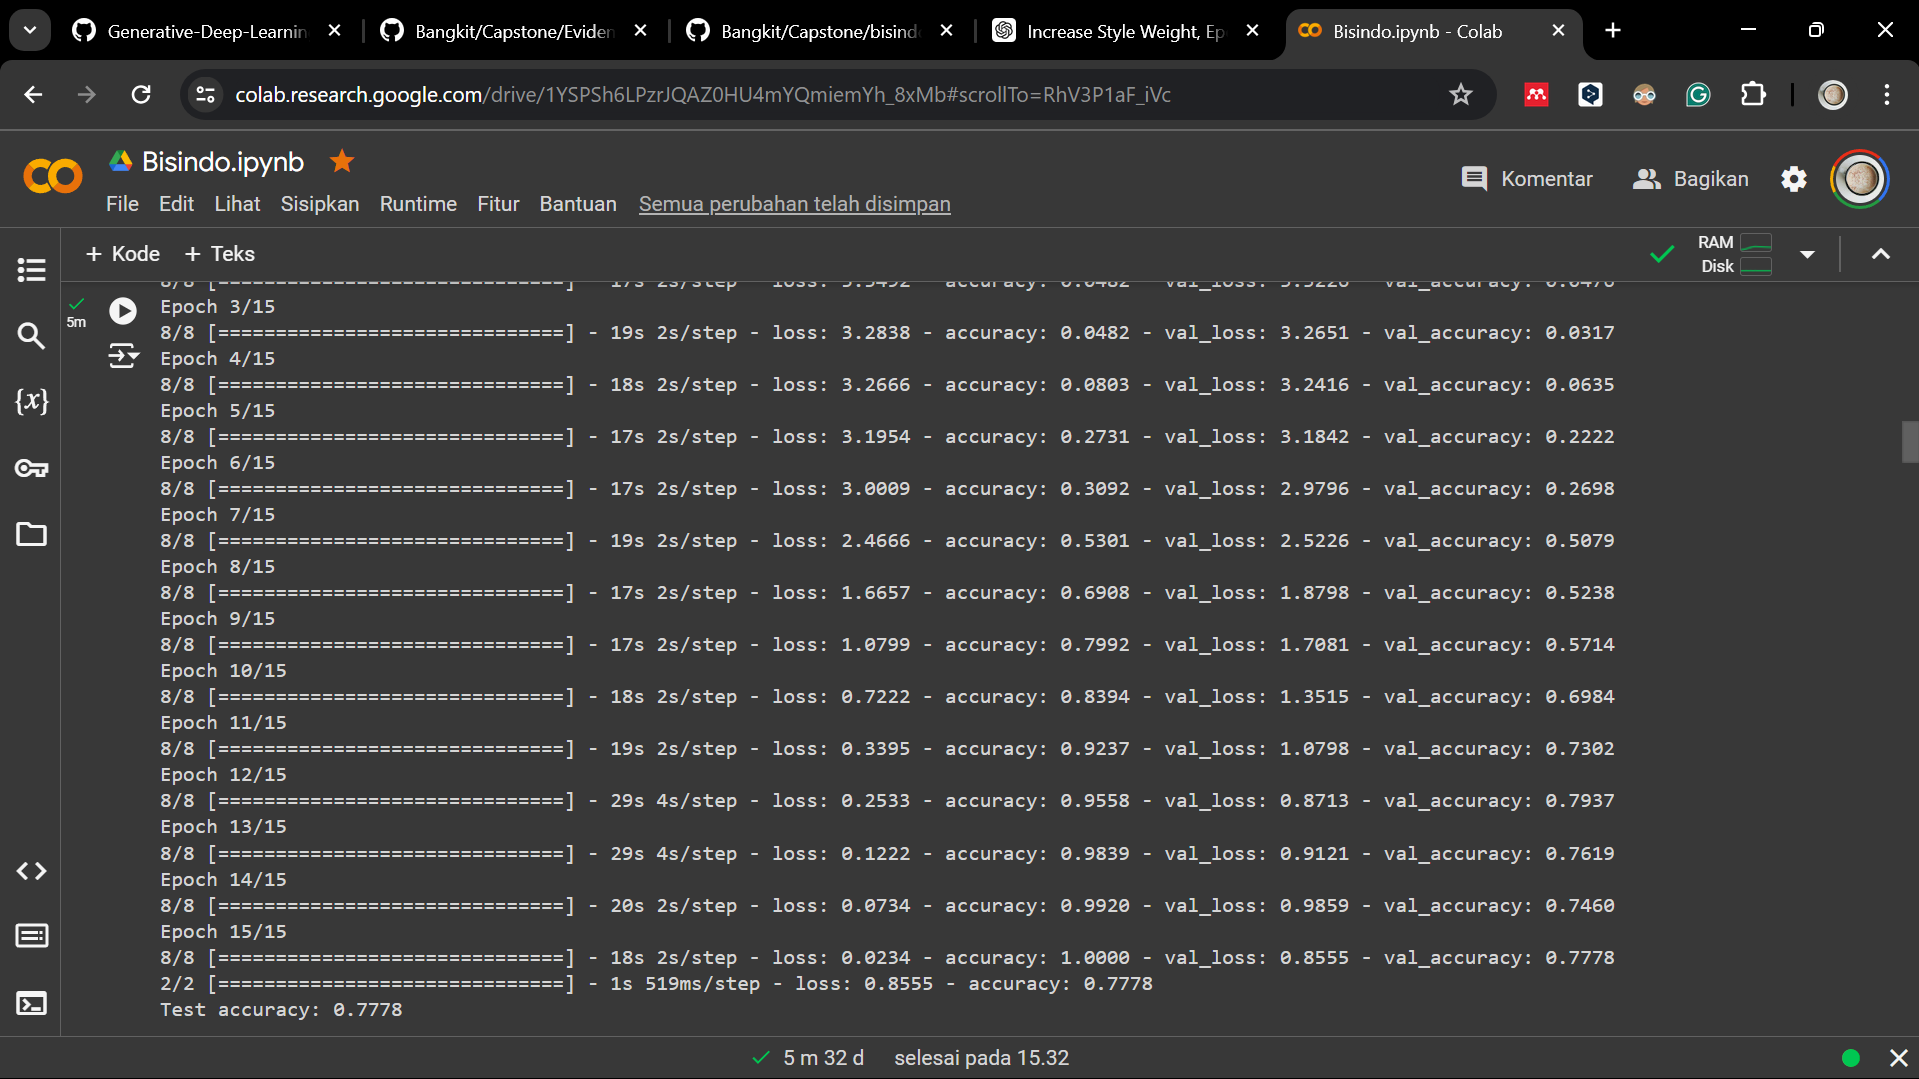 Generative-Deep-Learnin
Bangkit/Capstone/Eviden
Bangkit/Capstone/bisind
Increase Style Weight, Ep
Bisindo.ipynb - Colab
colab.research.google.com/drive/1YSPSh6LPzrJQAZ0HU4mYQmiemYh_8xMb#scrollTo=RhV3P1aF_iVc
Bisindo.ipynb
Komentar
Bagikan
File Edit Lihat Sisipkan Runtime Fitur Bantuan Semua perubahan telah disimpan
+ Kode + Teks
RAM
Disk
5m
Epoch 3/15
8/8 [==============================] - 19s 2s/step - loss: 3.2838 - accuracy: 0.0482 - val_loss: 3.2651 - val_accuracy: 0.0317
Epoch 4/15
8/8 [==============================] - 18s 2s/step - loss: 3.2666 - accuracy: 0.0803 - val_loss: 3.2416 - val_accuracy: 0.0635
Epoch 5/15
8/8 [==============================] - 17s 2s/step - loss: 3.1954 - accuracy: 0.2731 - val_loss: 3.1842 - val_accuracy: 0.2222
Epoch 6/15
8/8 [==============================] - 17s 2s/step - loss: 3.0009 - accuracy: 0.3092 - val_loss: 2.9796 - val_accuracy: 0.2698
Epoch 7/15
8/8 [==============================] - 19s 2s/step - loss: 2.4666 - accuracy: 0.5301 - val_loss: 2.5226 - val_accuracy: 0.5079
Epoch 8/15
8/8 [==============================] - 17s 2s/step - loss: 1.6657 - accuracy: 0.6908 - val_loss: 1.8798 - val_accuracy: 0.5238
Epoch 9/15
8/8 [==============================] - 17s 2s/step - loss: 1.0799 - accuracy: 0.7992 - val_loss: 1.7081 - val_accuracy: 0.5714
Epoch 10/15
8/8 [==============================] - 18s 2s/step - loss: 0.7222 - accuracy: 0.8394 - val_loss: 1.3515 - val_accuracy: 0.6984
Epoch 11/15
8/8 [==============================] - 19s 2s/step - loss: 0.3395 - accuracy: 0.9237 - val_loss: 1.0798 - val_accuracy: 0.7302
Epoch 12/15
8/8 [==============================] - 29s 4s/step - loss: 0.2533 - accuracy: 0.9558 - val_loss: 0.8713 - val_accuracy: 0.7937
Epoch 13/15
8/8 [==============================] - 29s 4s/step - loss: 0.1222 - accuracy: 0.9839 - val_loss: 0.9121 - val_accuracy: 0.7619
Epoch 14/15
8/8 [==============================] - 20s 2s/step - loss: 0.0734 - accuracy: 0.9920 - val_loss: 0.9859 - val_accuracy: 0.7460
Epoch 15/15
8/8 [==============================] - 18s 2s/step - loss: 0.0234 - accuracy: 1.0000 - val_loss: 0.8555 - val_accuracy: 0.7778
2/2 [==============================] - 1s 519ms/step - loss: 0.8555 - accuracy: 0.7778
Test accuracy: 0.7778
5 m 32 d selesai pada 15.32